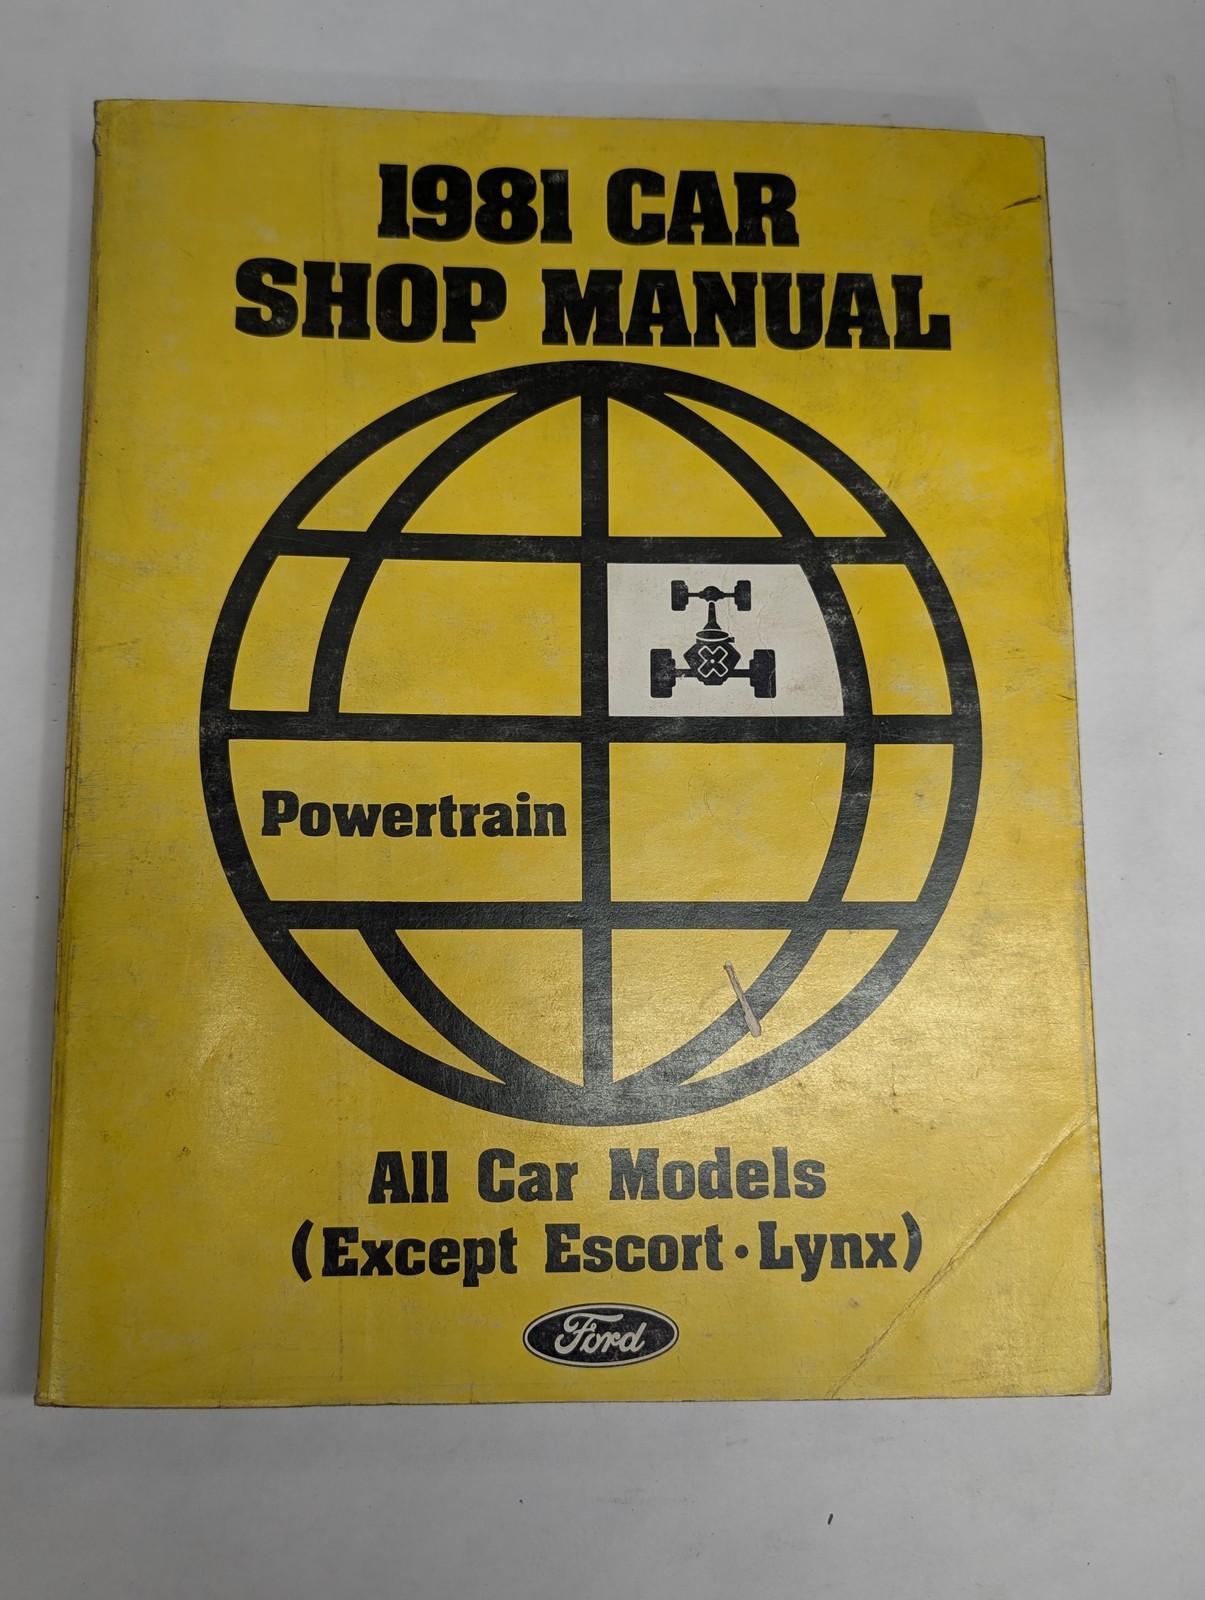 1981 CAR
SHOP MANUAL
Powertrain
All Car Models
(Except Escort • Lynx)
Ford